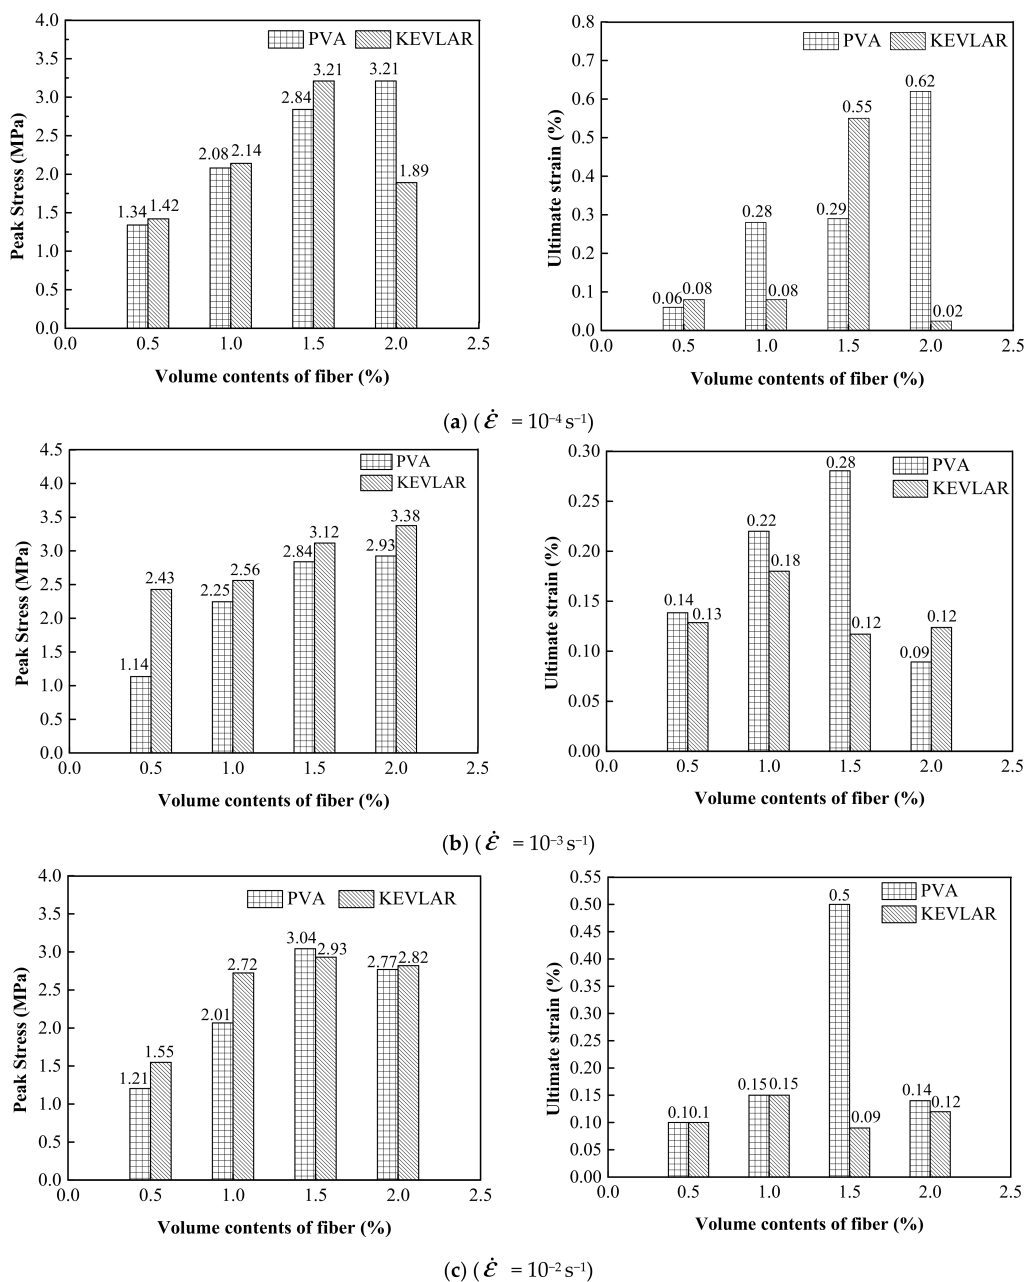 4.0
3.5
3.0
2.5
2.0
1.5
1.0
0.5
0.0
Peak Stress (MPa)
PVA KEVLAR
1.34 1.42
2.08 2.14
2.84 3.21
3.21 1.89
0.0 0.5 1.0 1.5 2.0 2.5
Volume contents of fiber (%)
0.8
0.7
0.6
0.5
0.4
0.3
0.2
0.1
0.0
Ultimate strain (%)
PVA KEVLAR
0.06 0.08
0.28 0.08
0.29 0.55
0.62 0.02
0.0 0.5 1.0 1.5 2.0 2.5
Volume contents of fiber (%)
(a) (ε̇ = 10⁻⁴ s⁻¹)
4.5
4.0
3.5
3.0
2.5
2.0
1.5
1.0
0.5
0.0
Peak Stress (MPa)
PVA
KEVLAR
1.14 2.43
2.25 2.56
2.84 3.12
2.93 3.38
0.0 0.5 1.0 1.5 2.0 2.5
Volume contents of fiber (%)
0.30
0.25
0.20
0.15
0.10
0.05
0.00
Ultimate strain (%)
PVA
KEVLAR
0.14 0.13
0.22 0.18
0.28 0.12
0.09 0.12
0.0 0.5 1.0 1.5 2.0 2.5
Volume contents of fiber (%)
(b) (ε̇ = 10⁻³ s⁻¹)
4.0
3.5
3.0
2.5
2.0
1.5
1.0
0.5
0.0
Peak Stress (MPa)
PVA KEVLAR
1.21 1.55
2.01 2.72
3.04 2.93
2.77 2.82
0.0 0.5 1.0 1.5 2.0 2.5
Volume contents of fiber (%)
0.55
0.50
0.45
0.40
0.35
0.30
0.25
0.20
0.15
0.10
0.05
0.00
Ultimate strain (%)
PVA
KEVLAR
0.1 0.1
0.15 0.15
0.5 0.09
0.14 0.12
0.0 0.5 1.0 1.5 2.0 2.5
Volume contents of fiber (%)
(c) (ε̇ = 10⁻² s⁻¹)